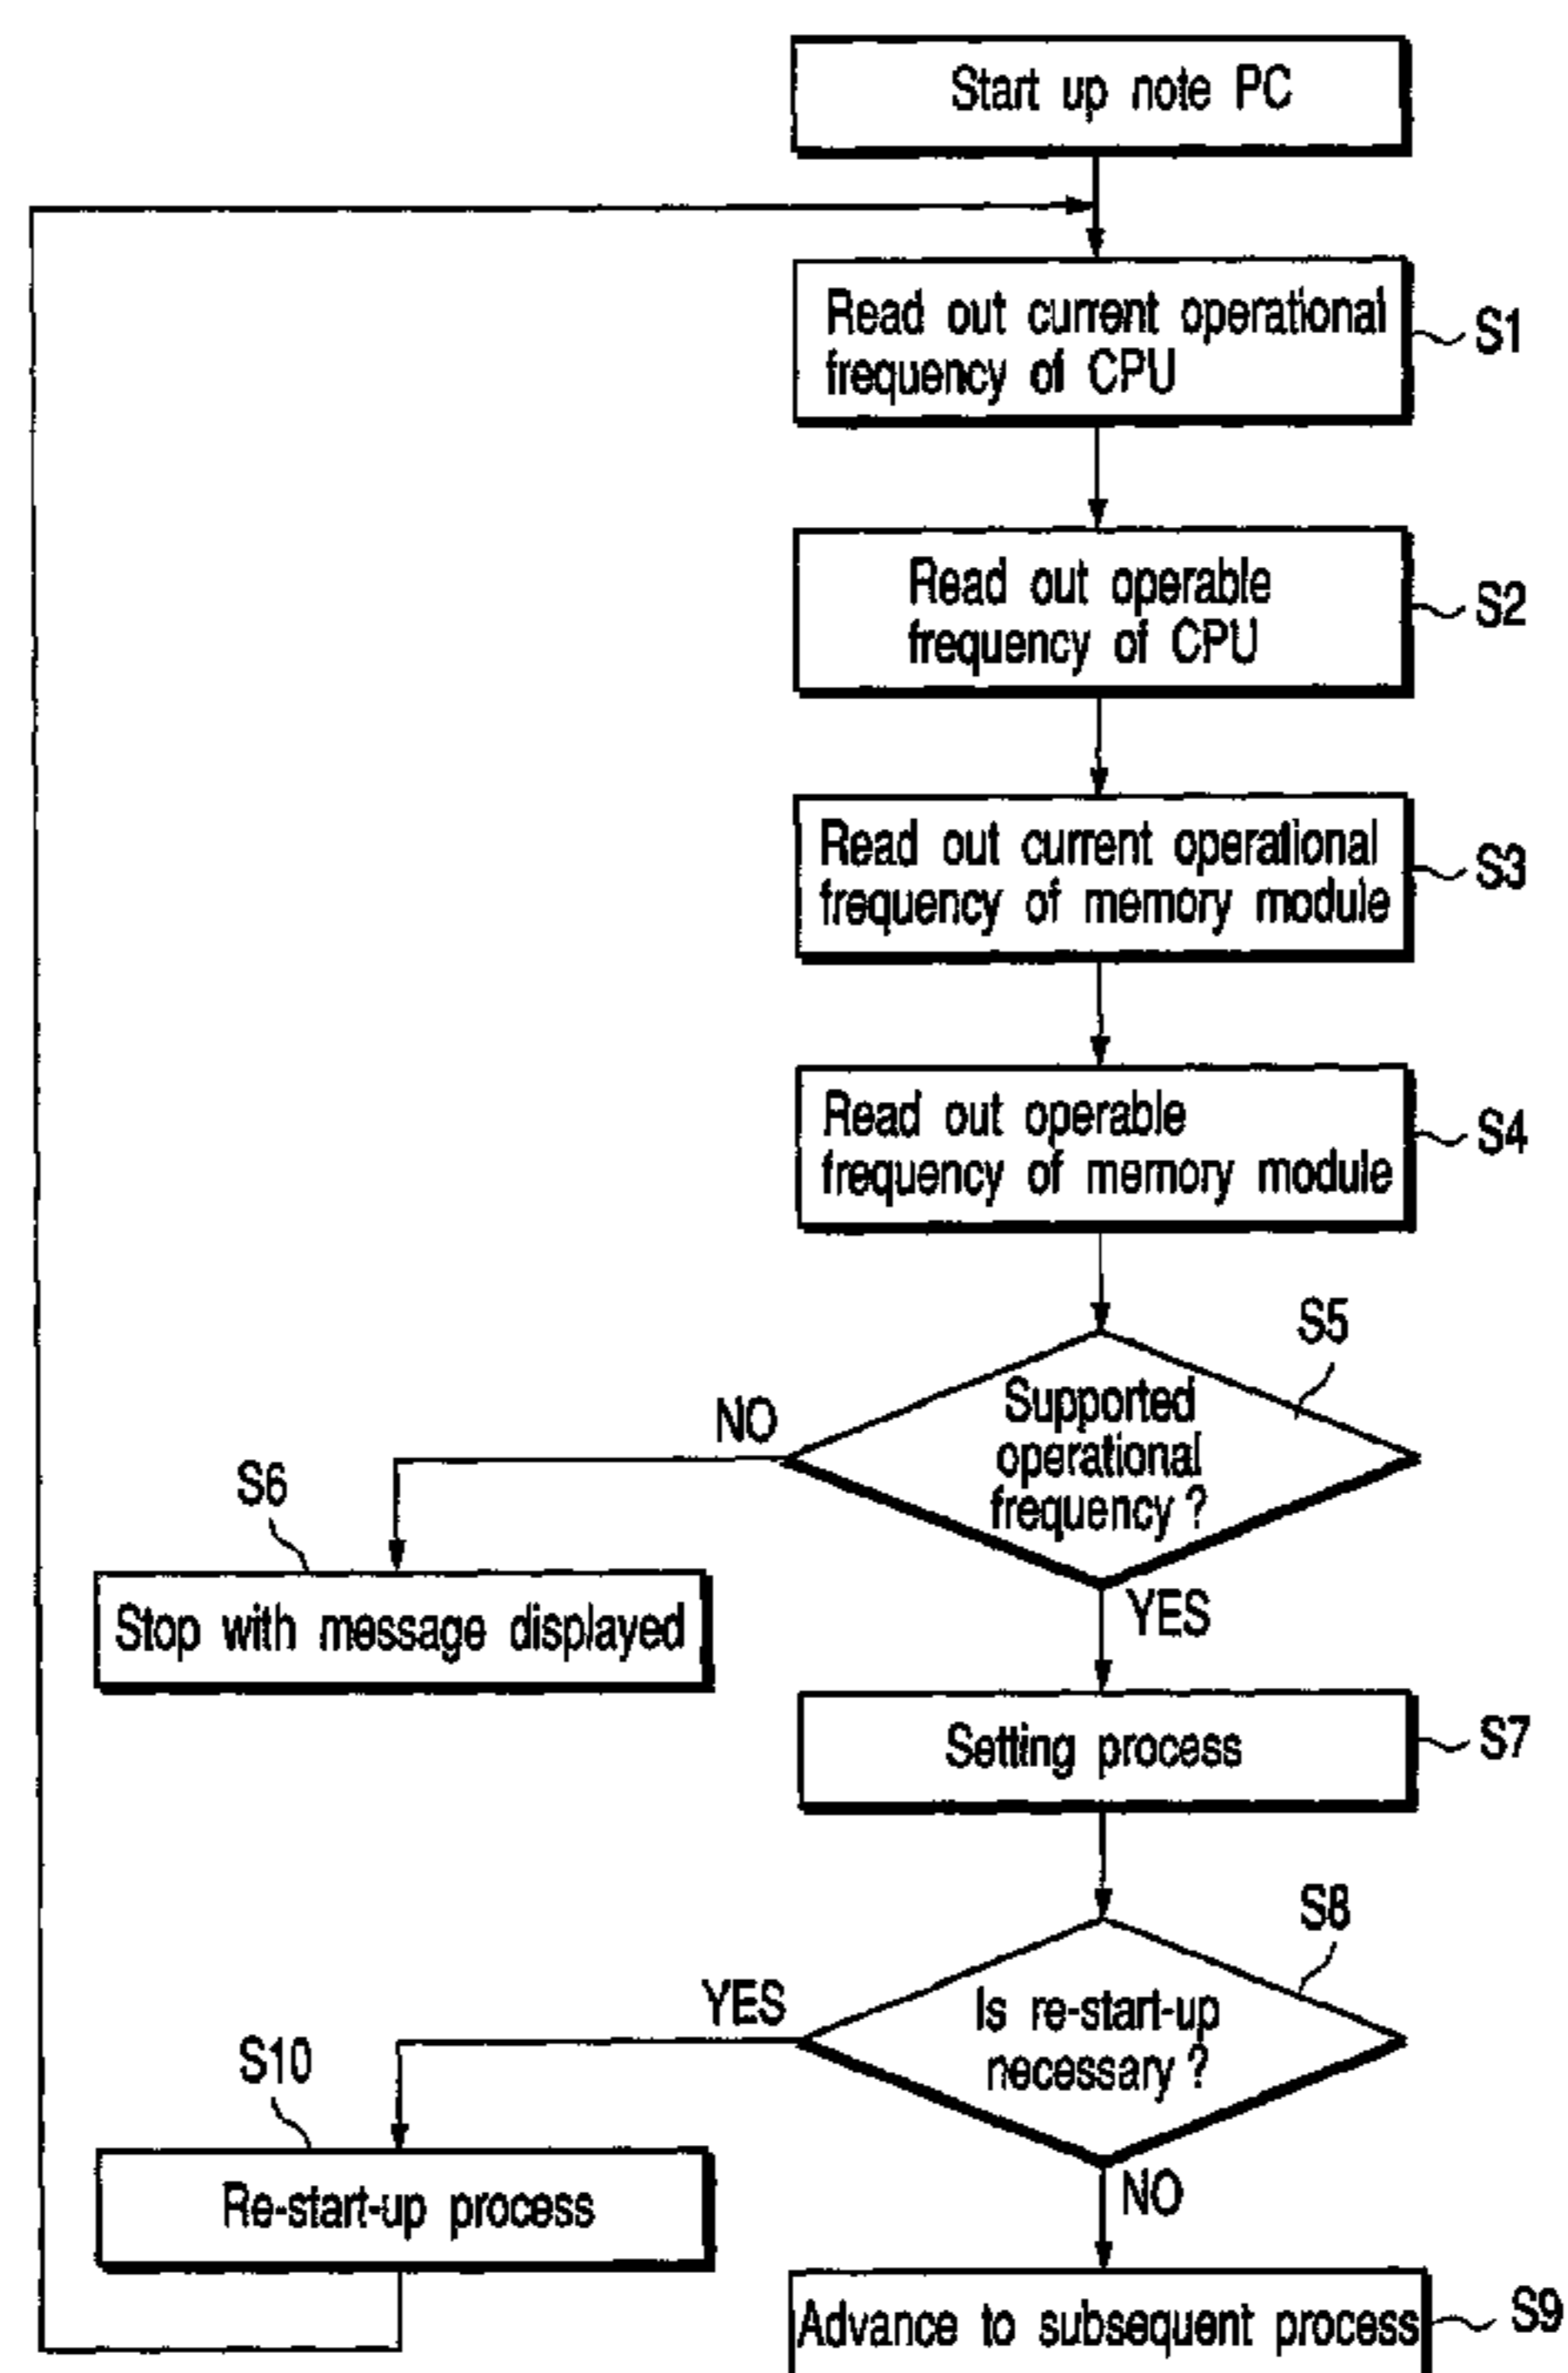 Start up note PC
Read out current operational
frequency of CPU
S1
Read out operable
frequency of CPU
S2
Read out current operational
frequency of memory module
S3
Read out operable
frequency of memory module
S4
S5
Supported
operational
frequency ?
NO
YES
S6
Stop with message displayed
Setting process
S7
S8
Is re-start-up
necessary ?
YES
NO
S10
Re-start-up process
Advance to subsequent process
S9